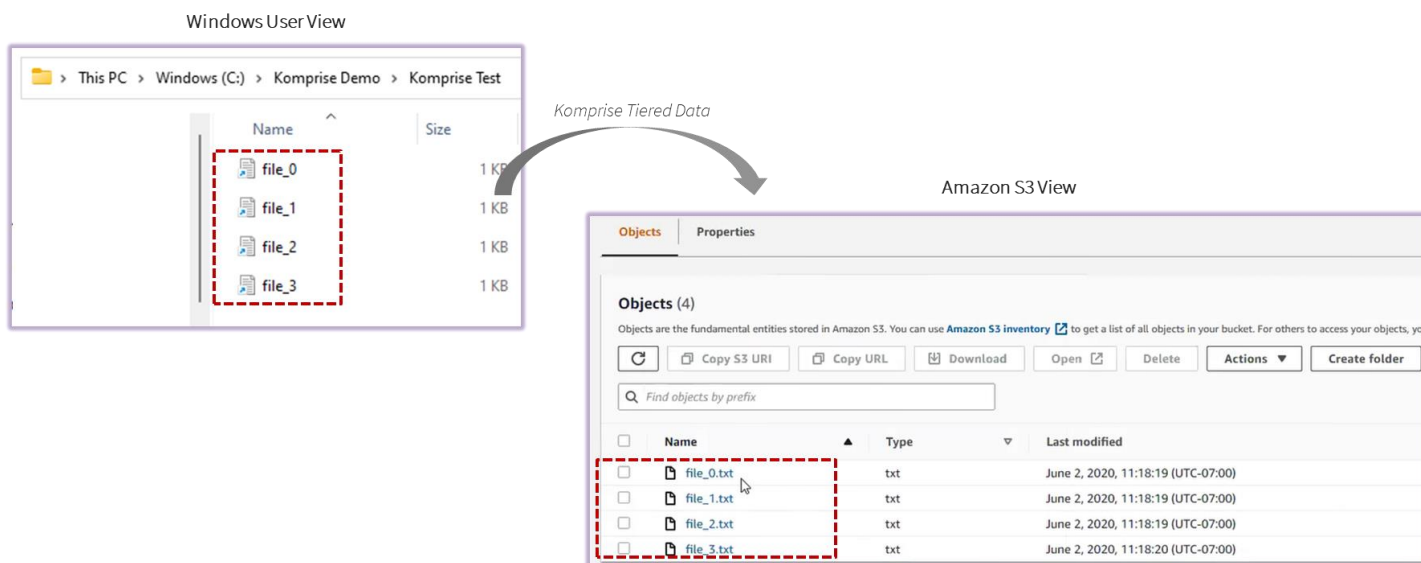 Windows User View
This PC > Windows (C:) > Komprise Demo > Komprise Test
Name Size
file_0 1 KB
file_1 1 KB
file_2 1 KB
file_3 1 KB
Komprise Tiered Data
Amazon S3 View
Objects Properties
Objects (4)
Objects are the fundamental entities stored in Amazon S3. You can use Amazon S3 inventory to get a list of all objects in your bucket. For others to access your objects, yo
Copy S3 URI Copy URL Download Open Delete Actions Create folder
Find objects by prefix
Name Type Last modified
file_0.txt txt June 2, 2020, 11:18:19 (UTC-07:00)
file_1.txt txt June 2, 2020, 11:18:19 (UTC-07:00)
file_2.txt txt June 2, 2020, 11:18:19 (UTC-07:00)
file_3.txt txt June 2, 2020, 11:18:20 (UTC-07:00)